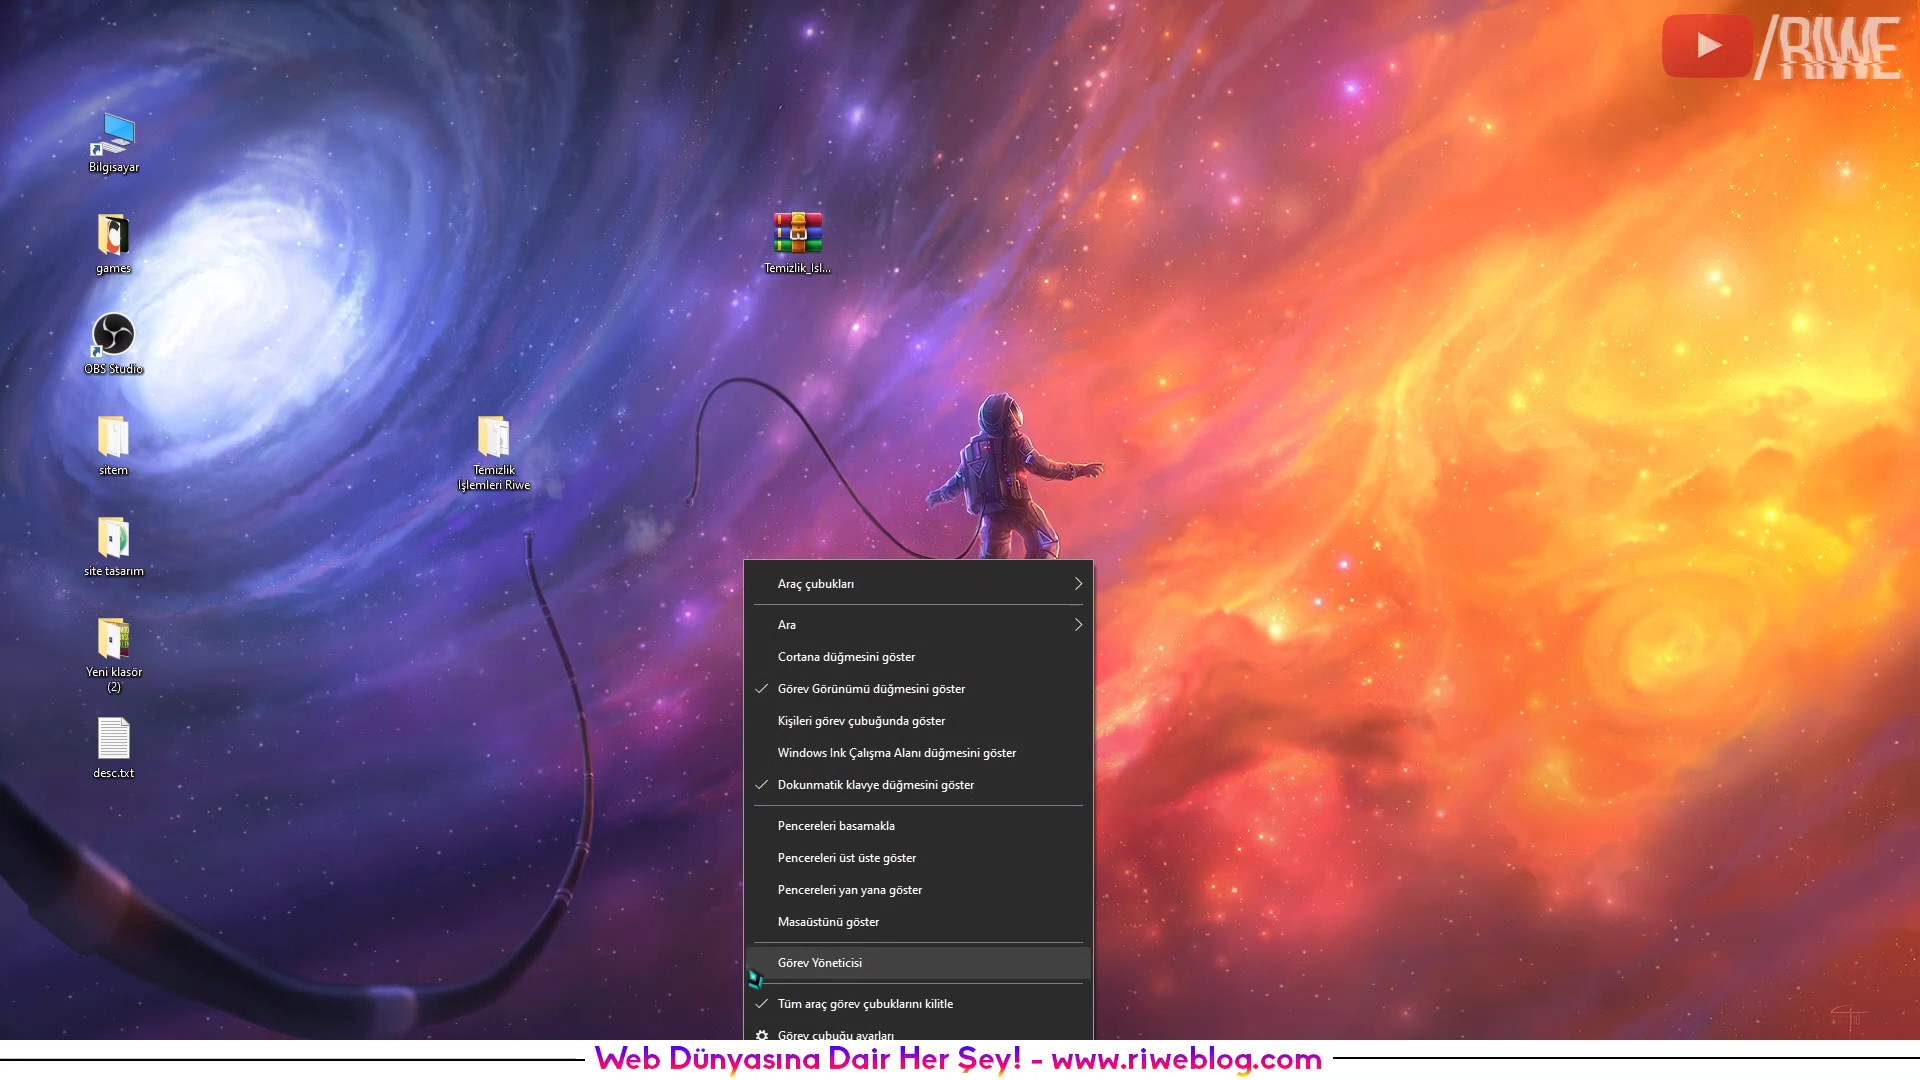 /RIWE
Bilgisayar
games
OBS Studio
sitem
site tasarım
Yeni klasör
(2)
desc.txt
Temizlik_Isl...
Temizlik
İşlemleri Riwe
Araç çubukları
Ara
Cortana düğmesini göster
Görev Görünümü düğmesini göster
Kişileri görev çubuğunda göster
Windows Ink Çalışma Alanı düğmesini göster
Dokunmatik klavye düğmesini göster
Pencereleri basamakla
Pencereleri üst üste göster
Pencereleri yan yana göster
Masaüstünü göster
Görev Yöneticisi
Tüm araç görev çubuklarını kilitle
Görev çubuğu ayarları
Web Dünyasına Dair Her Şey! - www.riweblog.com